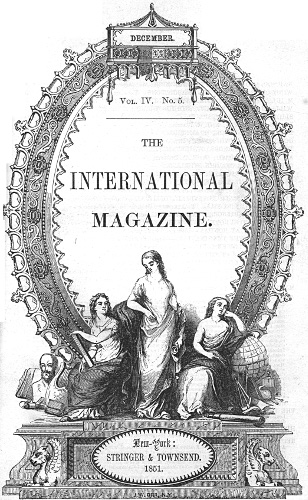 DECEMBER.
VOL. IV. NO. 5.
THE
INTERNATIONAL
MAGAZINE.
New-York:
STRINGER & TOWNSEND.
1851.